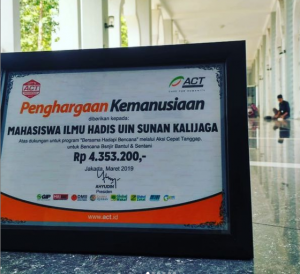 ACT
ACT
Penghargaan Kemanusiaan
diberikan kepada:
MAHASISWA ILMU HADIS UIN SUNAN KALIJAGA
Atas dukungan untuk program "Bersama Hadapi Bencana" melalui Aksi Cepat Tanggap,
untuk Bencana Banjir Bantul & Sentani
Rp 4.353.200,-
Jakarta, Maret 2019
AHYUDIN
Presiden
www.act.id